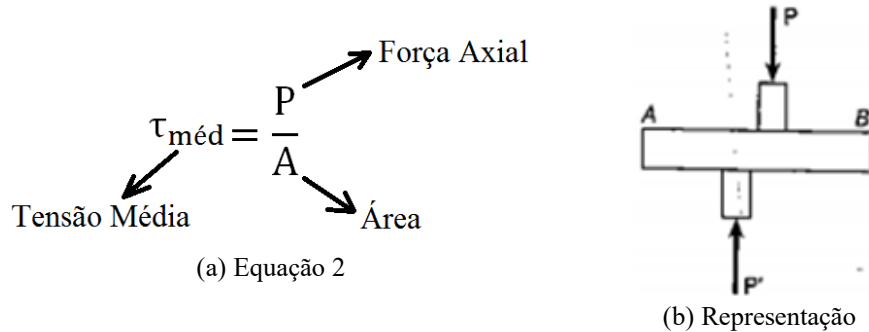 Força Axial
P
τméd = 
A
Tensão Média
Área
(a) Equação 2
P
A
B
P'
(b) Representação